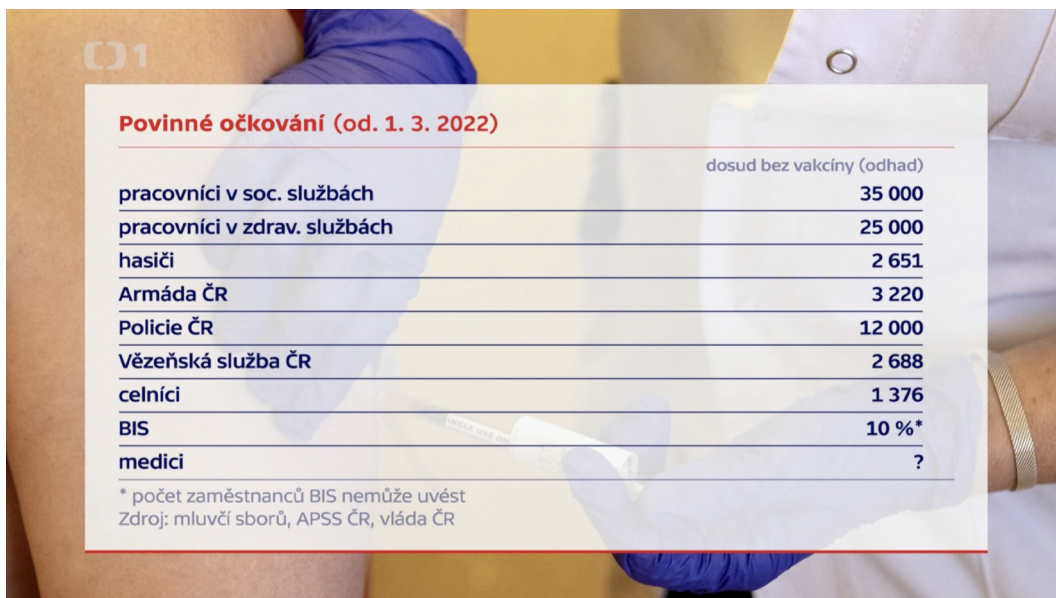 1
Povinné očkování (od. 1. 3. 2022)
dosud bez vakcíny (odhad)
pracovníci v soc. službách 35 000
pracovníci v zdrav. službách 25 000
hasiči 2 651
Armáda ČR 3 220
Policie ČR 12 000
Vězeňská služba ČR 2 688
celníci 1 376
BIS 10 %*
medici ?
* počet zaměstnanců BIS nemůže uvést
Zdroj: mluvčí sborů, APSS ČR, vláda ČR